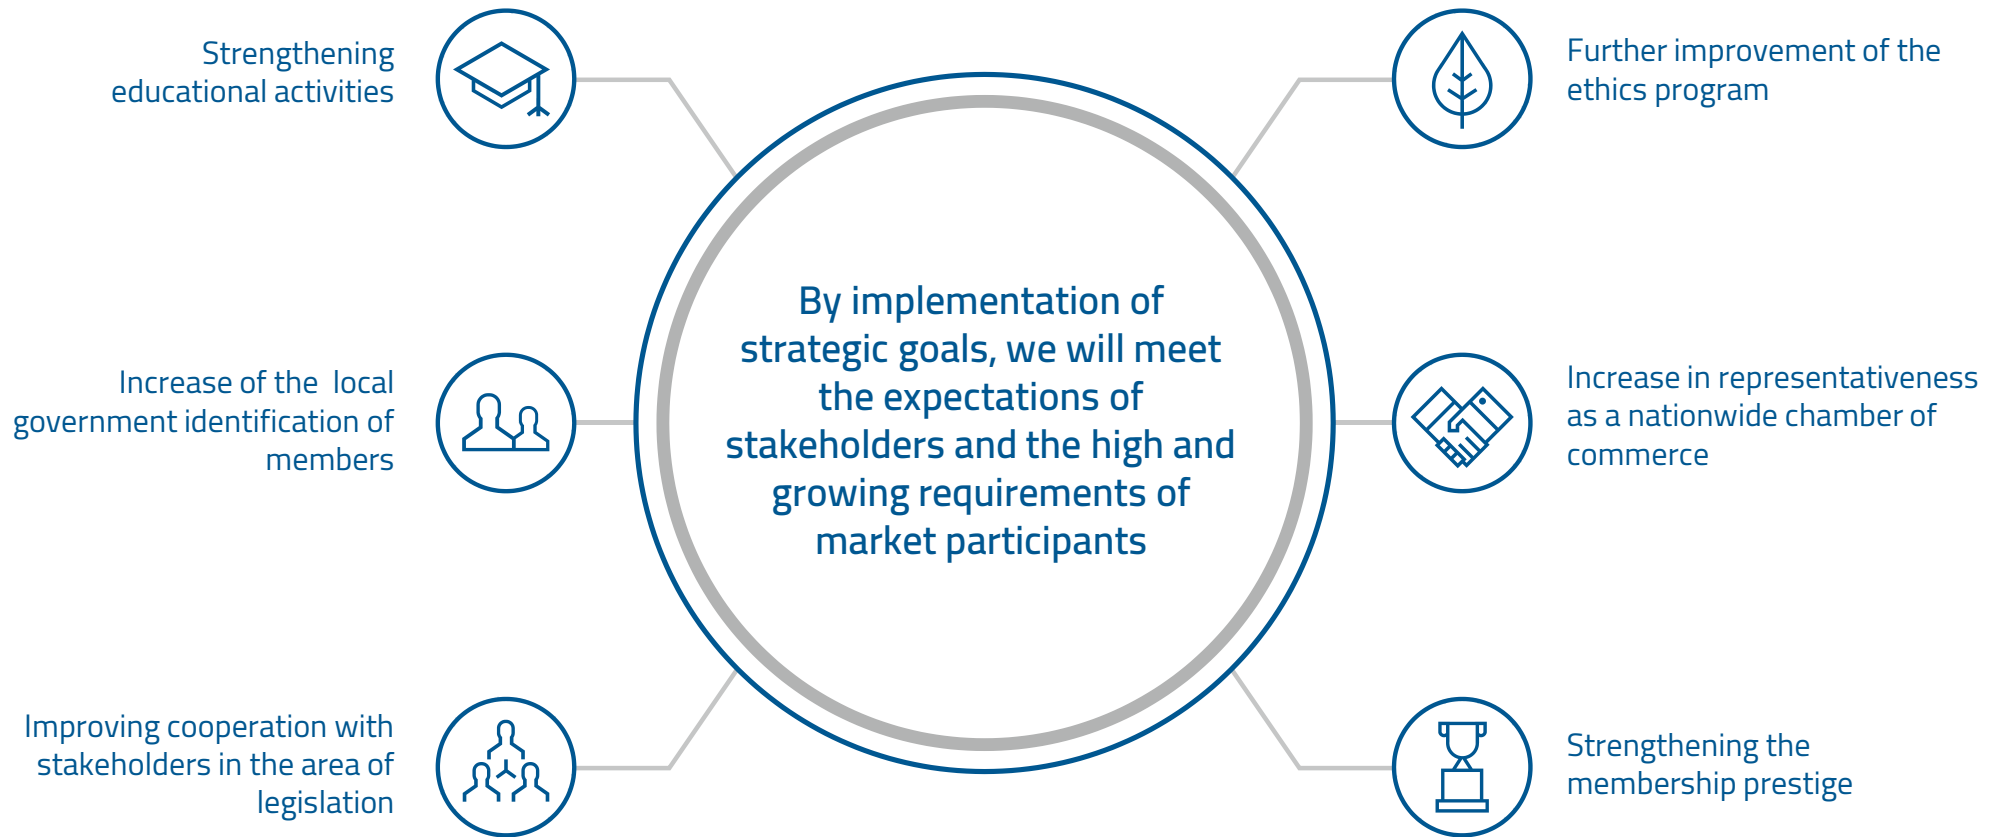 Strengthening
educational activities
Increase of the  local
government identification of
members
Improving cooperation with
stakeholders in the area of
legislation
By implementation of
strategic goals, we will meet
the expectations of
stakeholders and the high and
growing requirements of
market participants
Further improvement of the
ethics program
Increase in representativeness
as a nationwide chamber of
commerce
Strengthening the
membership prestige